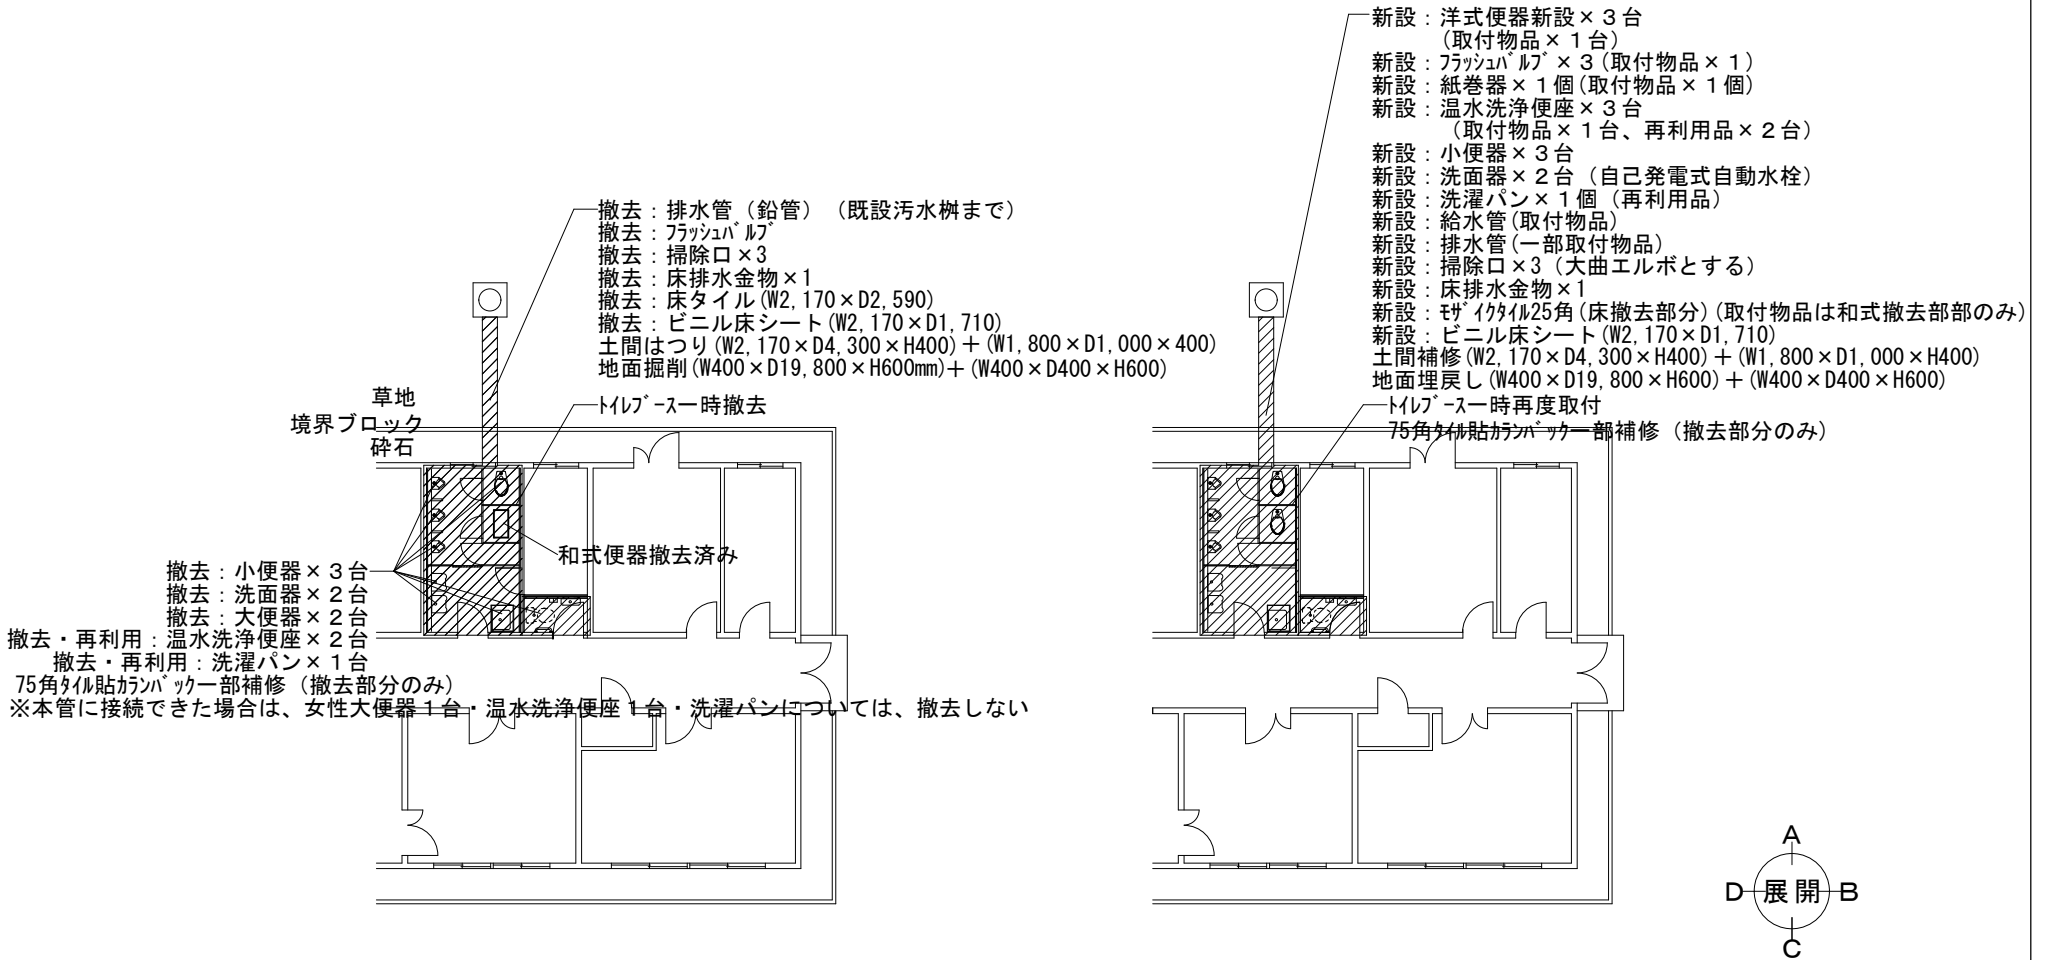 撤去：排水管（鉛管）（既設汚水桝まで）
撤去：ﾌﾗｯｼｭﾊﾞﾙﾌﾞ
撤去：掃除口×3
撤去：床排水金物×1
撤去：床タイル(W2,170×D2,590)
撤去：ビニル床シート(W2,170×D1,710)
土間はつり(W2,170×D4,300×H400)＋(W1,800×D1,000×400)
地面掘削(W400×D19,800×H600mm)＋(W400×D400×H600)
ﾄｲﾚﾌﾞｰｽ一時撤去
草地
境界ブロック
砕石
和式便器撤去済み
撤去：小便器×３台
撤去：洗面器×２台
撤去：大便器×２台
撤去・再利用：温水洗浄便座×２台
撤去・再利用：洗濯パン×１台
75角ﾀｲﾙ貼ｶﾗﾝﾊﾞｯｸ一部補修（撤去部分のみ）
※本管に接続できた場合は、女性大便器１台・温水洗浄便座１台・洗濯パンについては、撤去しない
新設：洋式便器新設×３台
（取付物品×１台）
新設：ﾌﾗｯｼｭﾊﾞﾙﾌﾞ×３(取付物品×１)
新設：紙巻器×１個(取付物品×１個)
新設：温水洗浄便座×３台
（取付物品×１台、再利用品×２台）
新設：小便器×３台
新設：洗面器×２台（自己発電式自動水栓）
新設：洗濯パン×１個（再利用品）
新設：給水管(取付物品)
新設：排水管(一部取付物品)
新設：掃除口×3（大曲エルボとする）
新設：床排水金物×1
新設：ﾓｻﾞｲｸﾀｲﾙ25角(床撤去部分)(取付物品は和式撤去部部のみ)
新設：ビニル床シート(W2,170×D1,710)
土間補修(W2,170×D4,300×H400)＋(W1,800×D1,000×H400)
地面埋戻し(W400×D19,800×H600)＋(W400×D400×H600)
ﾄｲﾚﾌﾞｰｽ一時再度取付
75角ﾀｲﾙ貼ｶﾗﾝﾊﾞｯｸ一部補修（撤去部分のみ）
A
D 展開 B
C